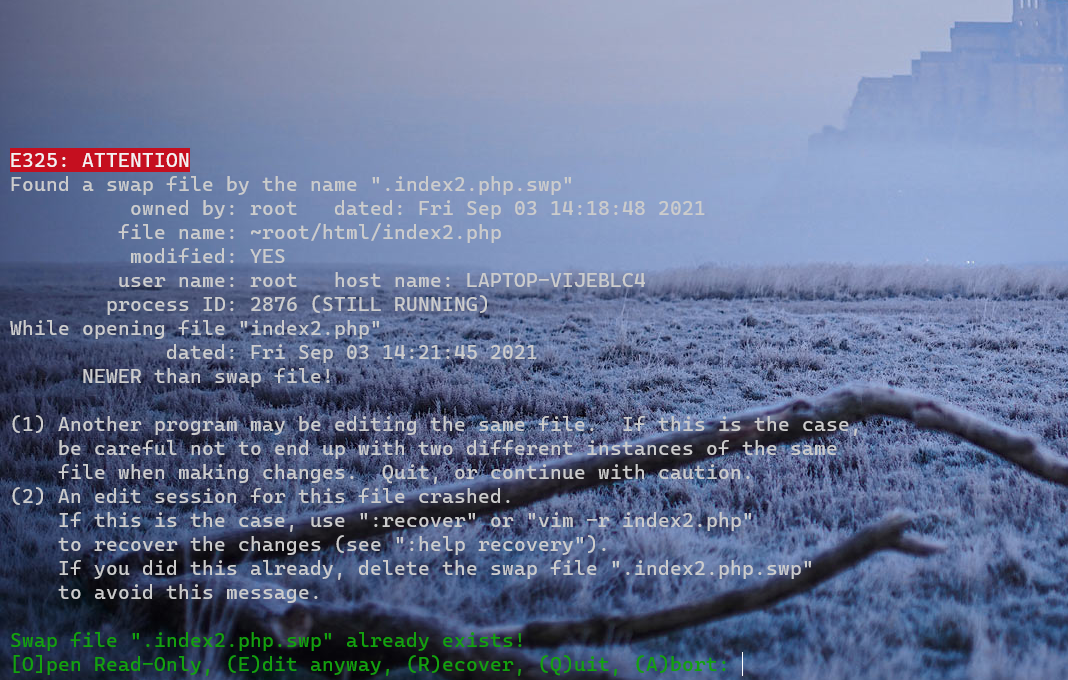 E325: ATTENTION
Found a swap file by the name ".index2.php.swp"
          owned by: root   dated: Fri Sep 03 14:18:48 2021
         file name: ~root/html/index2.php
          modified: YES
         user name: root   host name: LAPTOP-VIJEBLC4
        process ID: 2876 (STILL RUNNING)
While opening file "index2.php"
             dated: Fri Sep 03 14:21:45 2021
      NEWER than swap file!

(1) Another program may be editing the same file.  If this is the case,
    be careful not to end up with two different instances of the same
    file when making changes.  Quit, or continue with caution.
(2) An edit session for this file crashed.
    If this is the case, use ":recover" or "vim -r index2.php"
    to recover the changes (see ":help recovery").
    If you did this already, delete the swap file ".index2.php.swp"
    to avoid this message.

Swap file ".index2.php.swp" already exists!
[O]pen Read-Only, (E)dit anyway, (R)ecover, (Q)uit, (A)bort: